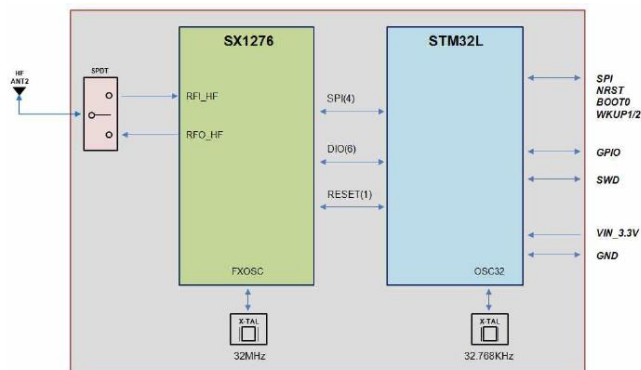 SX1276
STM32L
HF
ANT2
SPDT
RFI_HF
RFO_HF
SPI(4)
DIO(6)
RESET(1)
SPI
NRST
BOOT0
WKUP1/2
GPIO
SWD
VIN_3.3V
GND
FXOSC
OSC32
X-TAL
X-TAL
32MHz
32.768KHz